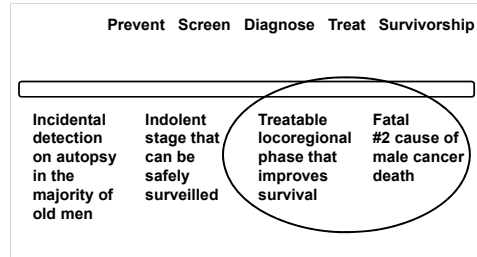 Prevent Screen Diagnose Treat Survivorship
Incidental
detection
on autopsy
in the
majority of
old men
Indolent
stage that
can be
safely
surveilled
Treatable
locoregional
phase that
improves
survival
Fatal
#2 cause of
male cancer
death